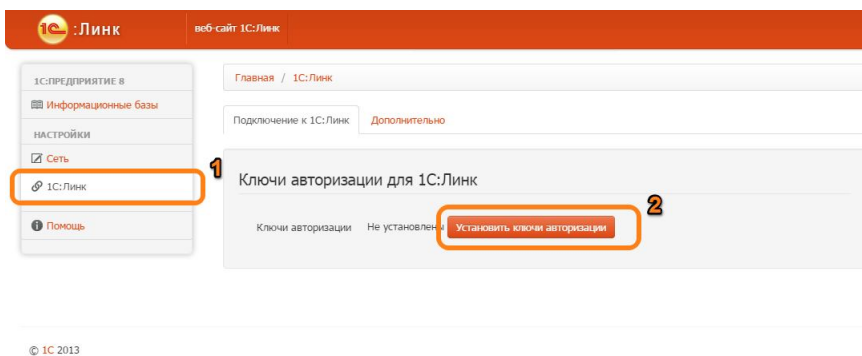 1С :Линк
веб-сайт 1С:Линк
1С:ПРЕДПРИЯТИЕ 8
Информационные базы
НАСТРОЙКИ
Сеть
1С:Линк
1
Помощь
Главная / 1С:Линк
Подключение к 1С:Линк
Дополнительно
Ключи авторизации для 1С:Линк
2
Ключи авторизации
Не установлены
Установить ключи авторизации
© 1С 2013